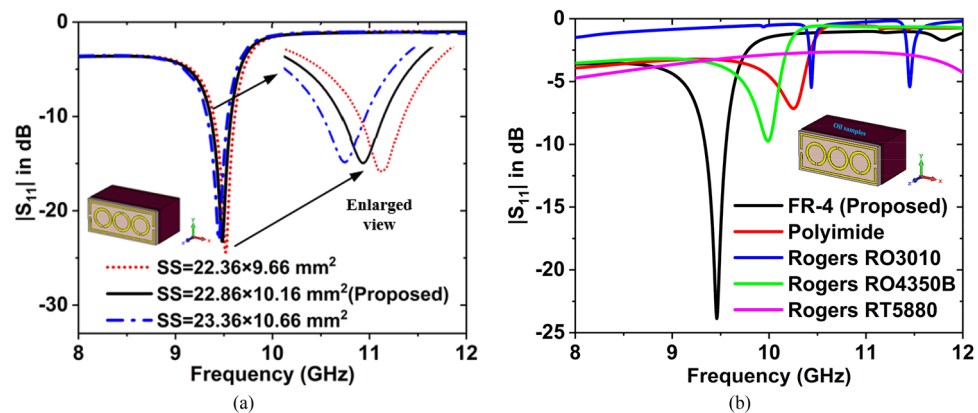 0
-10
-20
-30
|S₁₁| in dB
8
9
10
11
12
Frequency (GHz)
Enlarged
view
SS=22.36×9.66 mm²
SS=22.86×10.16 mm²(Proposed)
SS=23.36×10.66 mm²
y
x
z
(a)
0
-5
-10
-15
-20
-25
|S₁₁| in dB
8
9
10
11
12
Frequency (GHz)
Oil samples
y
x
z
FR-4 (Proposed)
Polyimide
Rogers RO3010
Rogers RO4350B
Rogers RT5880
(b)